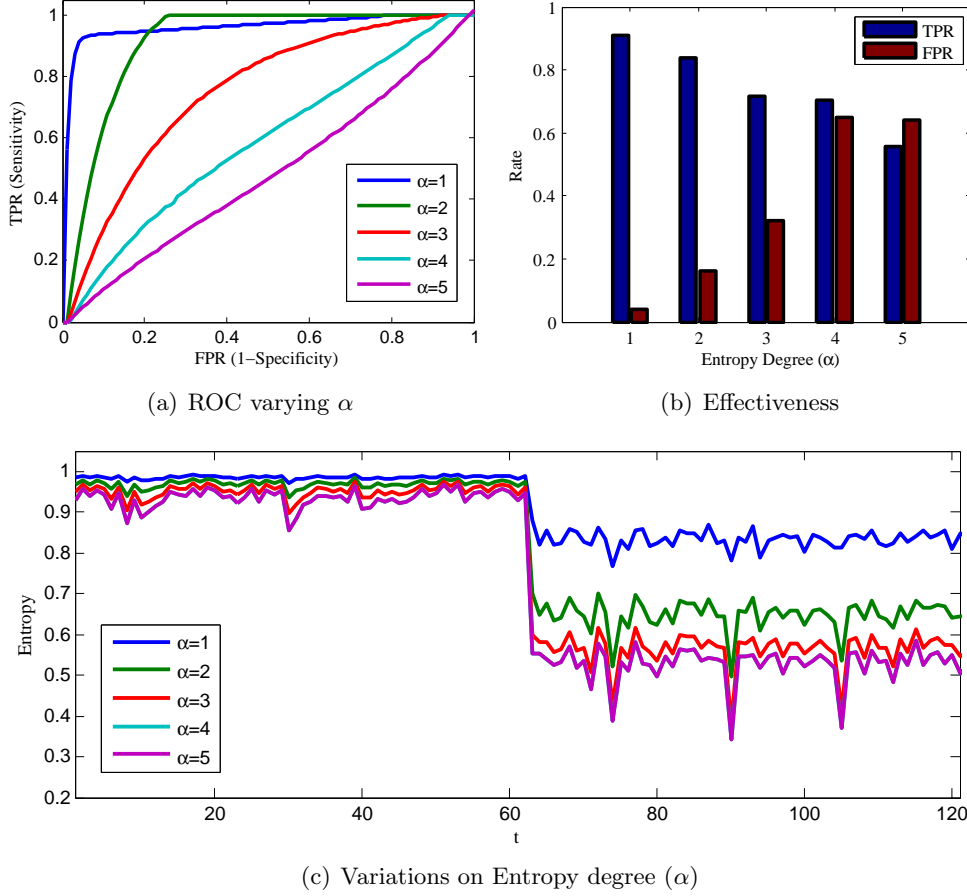 1
0.8
0.6
0.4
0.2
0
0 0.2 0.4 0.6 0.8 1
TPR (Sensitivity)
FPR (1−Specificity)
α=1
α=2
α=3
α=4
α=5
(a) ROC varying α
1
0.8
0.6
0.4
0.2
0
1 2 3 4 5
Rate
Entropy Degree (α)
TPR
FPR
(b) Effectiveness
1
0.9
0.8
0.7
0.6
0.5
0.4
0.3
0.2
20 40 60 80 100 120
Entropy
t
α=1
α=2
α=3
α=4
α=5
(c) Variations on Entropy degree (α)